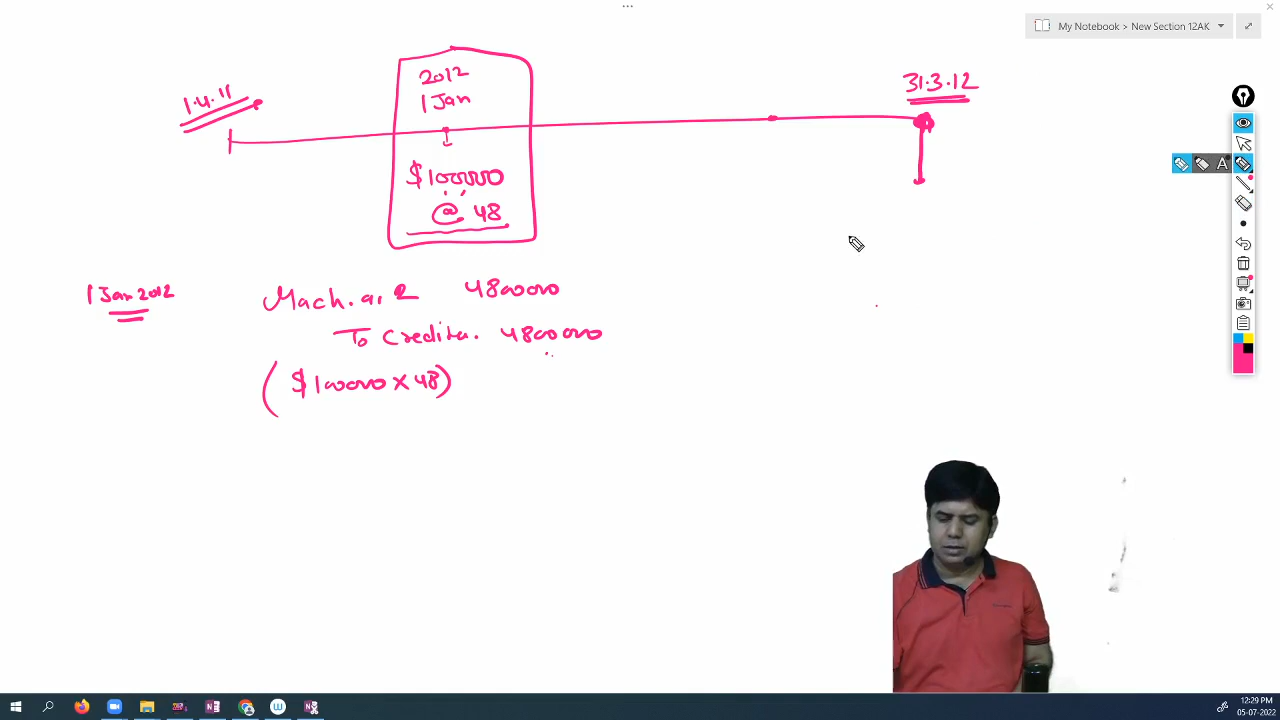 My Notebook > New Section 12AK
1.4.11
2012
1 Jan
31.3.12
$100000
@ 48
1 Jan 2012
Mach. a/c 4800000
To Creditor. 4800000
($100000 × 48)
12:29 PM
05-07-2022